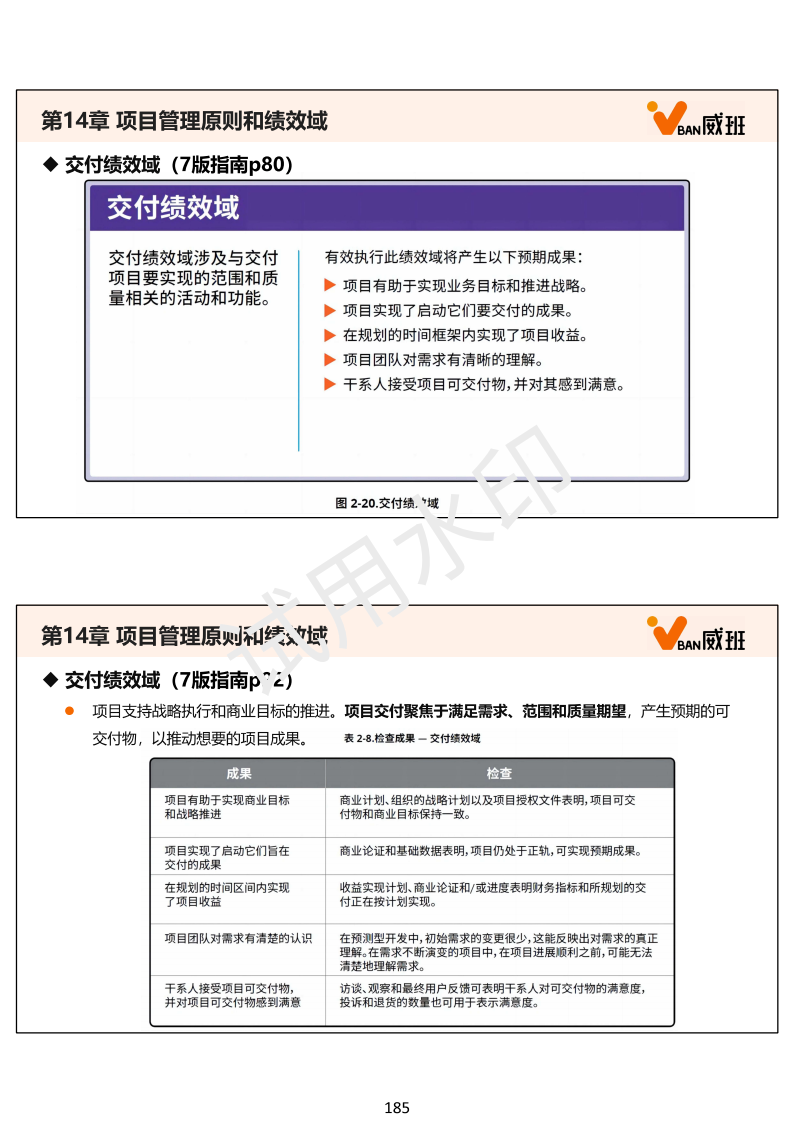 第14章 项目管理原则和绩效域
BAN威班
◆ 交付绩效域（7版指南p80）
交付绩效域
交付绩效域涉及与交付
项目要实现的范围和质
量相关的活动和功能。
有效执行此绩效域将产生以下预期成果：
▶ 项目有助于实现业务目标和推进战略。
▶ 项目实现了启动它们要交付的成果。
▶ 在规划的时间框架内实现了项目收益。
▶ 项目团队对需求有清晰的理解。
▶ 干系人接受项目可交付物，并对其感到满意。
图 2-20.交付绩效域
试用水印
第14章 项目管理原则和绩效域
BAN威班
◆ 交付绩效域（7版指南p82）
● 项目支持战略执行和商业目标的推进。项目交付聚焦于满足需求、范围和质量期望，产生预期的可
交付物，以推动想要的项目成果。
表 2-8.检查成果 — 交付绩效域
成果 检查
项目有助于实现商业目标
和战略推进
商业计划、组织的战略计划以及项目授权文件表明，项目可交
付物和商业目标保持一致。
项目实现了启动它们旨在
交付的成果
商业论证和基础数据表明，项目仍处于正轨，可实现预期成果。
在规划的时间区间内实现
了项目收益
收益实现计划、商业论证和/或进度表明财务指标和所规划的交
付正在按计划实现。
项目团队对需求有清楚的认识
在预测型开发中，初始需求的变更很少，这能反映出对需求的真正
理解。在需求不断演变的项目中，在项目进展顺利之前，可能无法
清楚地理解需求。
干系人接受项目可交付物，
并对项目可交付物感到满意
访谈、观察和最终用户反馈可表明干系人对可交付物的满意度，
投诉和退货的数量也可用于表示满意度。
185